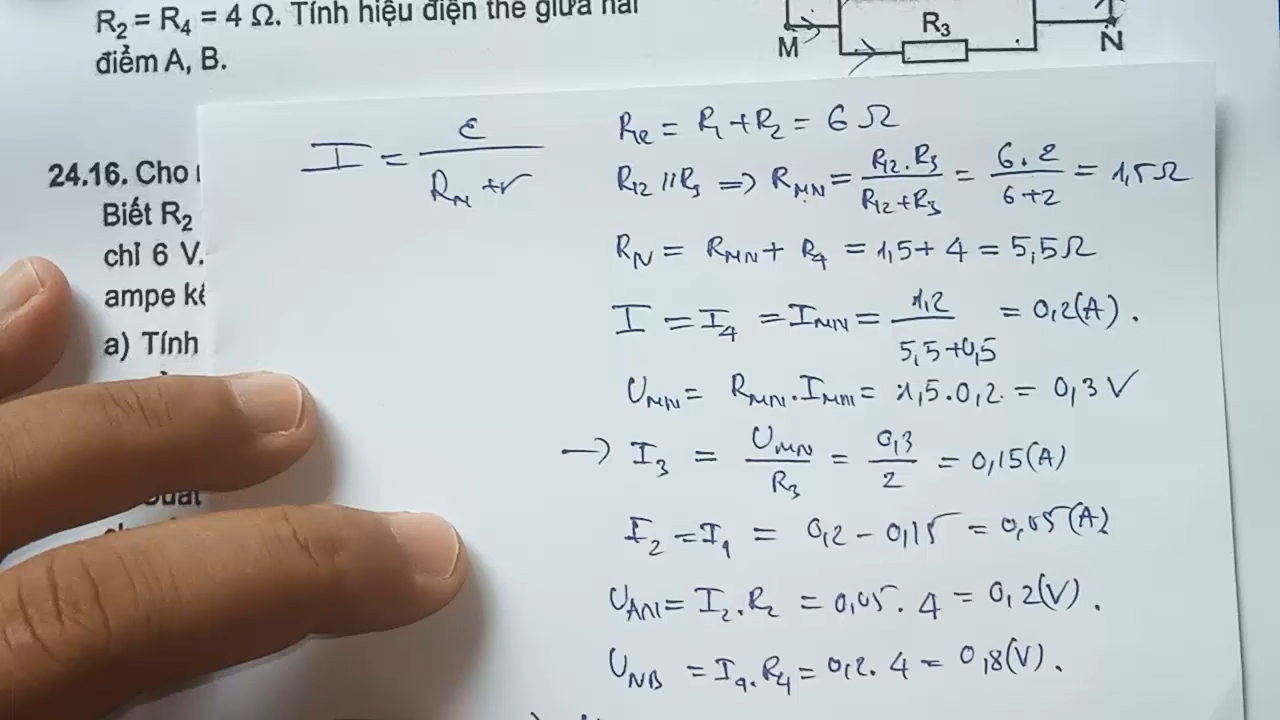 R₂ = R₄ = 4 Ω. Tính hiệu điện thế giữa hai
điểm A, B.
M
R₃
N
24.16. Cho
Biết R₂
chỉ 6 V.
ampe kế
a) Tính
I = ε / (R_N + r)
R₁₂ = R₁ + R₂ = 6 Ω
R₁₂ // R₃ => R_MN = (R₁₂ . R₃) / (R₁₂ + R₃) = (6 . 2) / (6 + 2) = 1,5 Ω
R_N = R_MN + R₄ = 1,5 + 4 = 5,5 Ω
I = I₄ = I_MN = 1,2 / (5,5 + 0,5) = 0,2 (A) .
U_MN = R_MN . I_MN = 1,5 . 0,2 = 0,3 V
→ I₃ = U_MN / R₃ = 0,3 / 2 = 0,15 (A)
I₂ = I₁ = 0,2 - 0,15 = 0,05 (A)
U_AN = I₂ . R₂ = 0,05 . 4 = 0,2 (V) .
U_NB = I₄ . R₄ = 0,2 . 4 = 0,8 (V) .